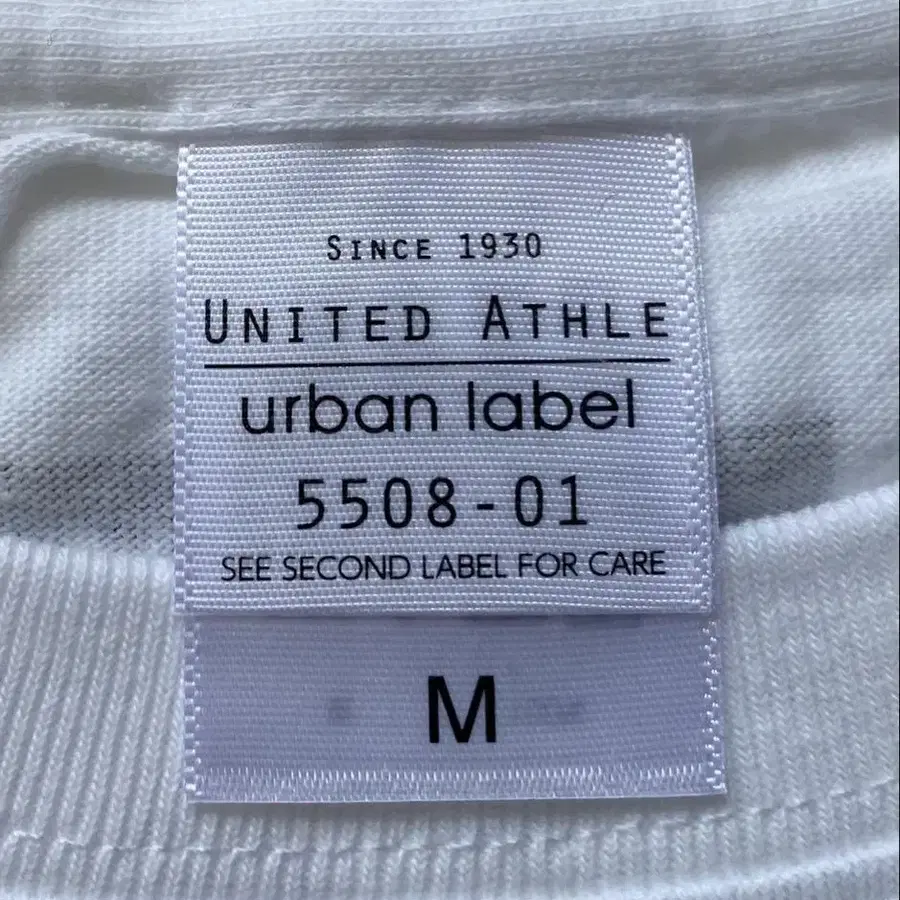 SINCE 1930
UNITED ATHLE
urban label
5508-01
SEE SECOND LABEL FOR CARE
M